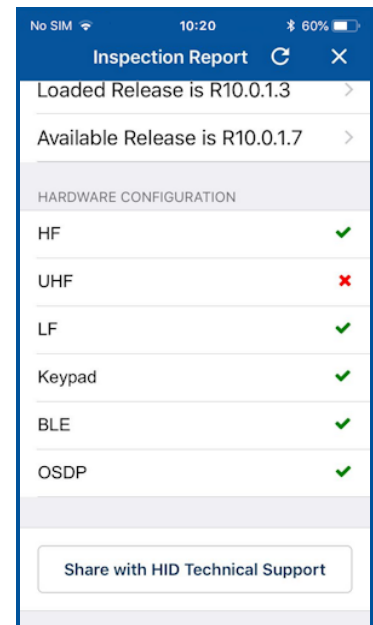 No SIM 10:20 60%
Inspection Report
Loaded Release is R10.0.1.3
Available Release is R10.0.1.7
HARDWARE CONFIGURATION
HF
UHF
LF
Keypad
BLE
OSDP
Share with HID Technical Support